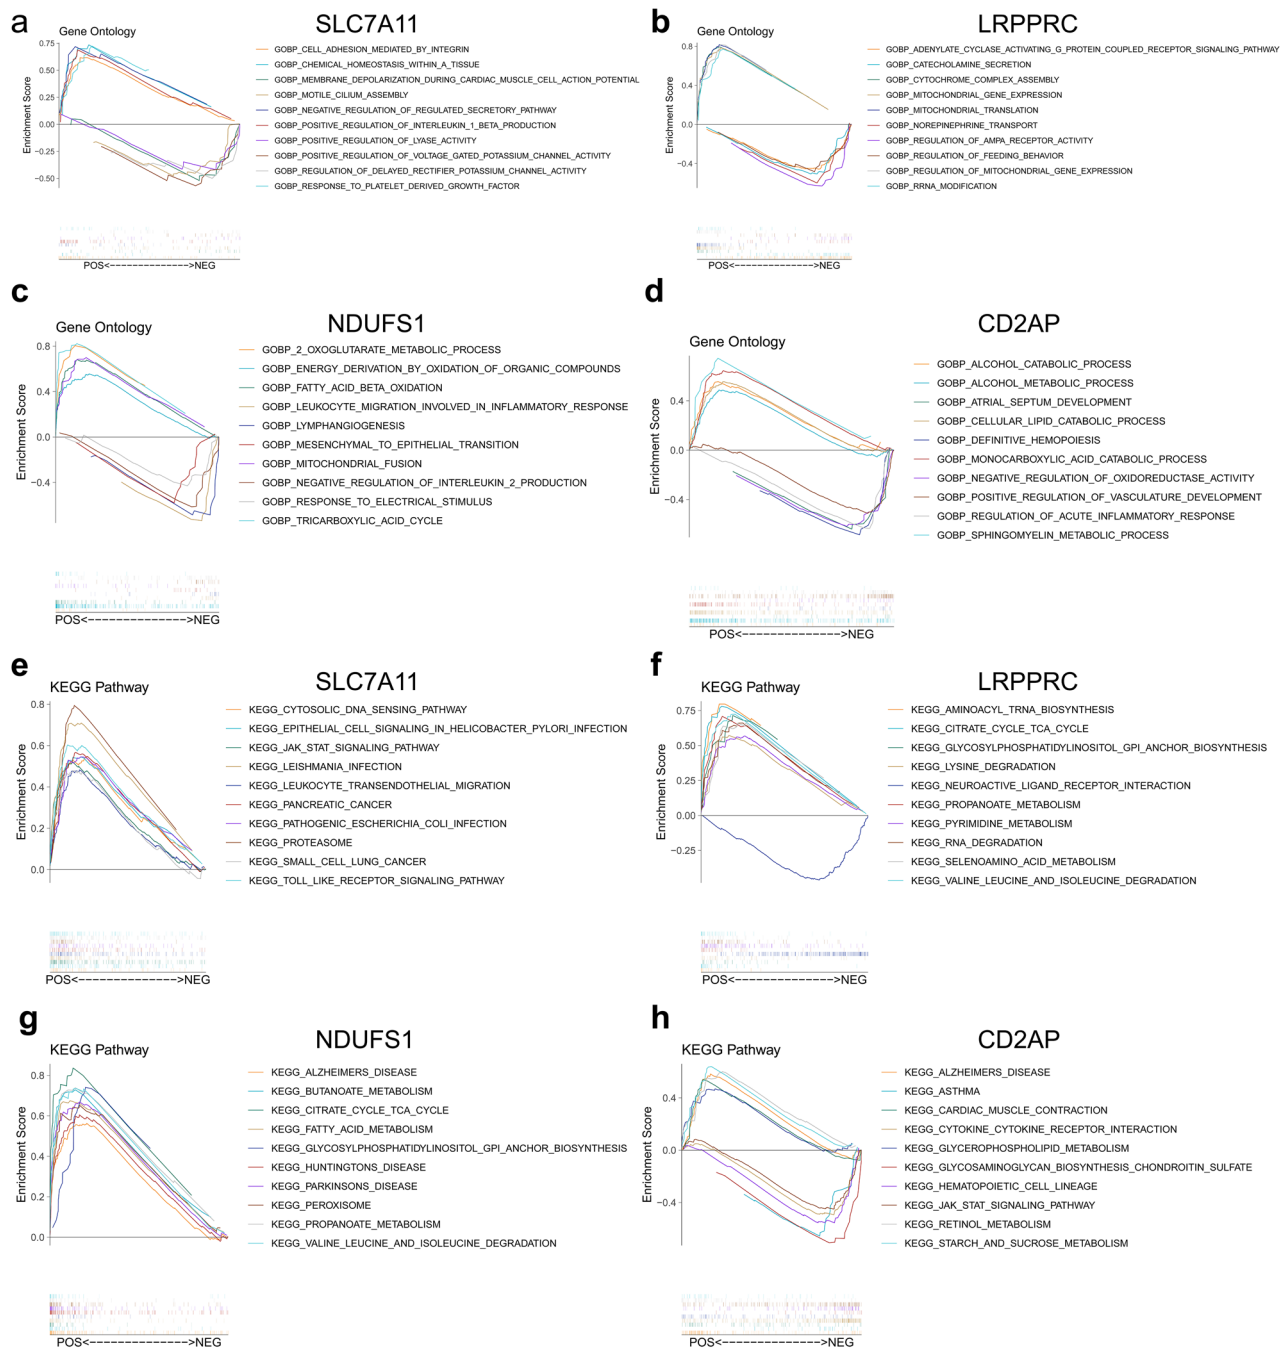 a
SLC7A11
Gene Ontology
0.75
0.50
0.25
0.00
−0.25
−0.50
Enrichment Score
GOBP_CELL_ADHESION_MEDIATED_BY_INTEGRIN
GOBP_CHEMICAL_HOMEOSTASIS_WITHIN_A_TISSUE
GOBP_MEMBRANE_DEPOLARIZATION_DURING_CARDIAC_MUSCLE_CELL_ACTION_POTENTIAL
GOBP_MOTILE_CILIUM_ASSEMBLY
GOBP_NEGATIVE_REGULATION_OF_REGULATED_SECRETORY_PATHWAY
GOBP_POSITIVE_REGULATION_OF_INTERLEUKIN_1_BETA_PRODUCTION
GOBP_POSITIVE_REGULATION_OF_LYASE_ACTIVITY
GOBP_POSITIVE_REGULATION_OF_VOLTAGE_GATED_POTASSIUM_CHANNEL_ACTIVITY
GOBP_REGULATION_OF_DELAYED_RECTIFIER_POTASSIUM_CHANNEL_ACTIVITY
GOBP_RESPONSE_TO_PLATELET_DERIVED_GROWTH_FACTOR
POS<--------------->NEG
b
LRPPRC
Gene Ontology
0.8
0.4
0.0
−0.4
Enrichment Score
GOBP_ADENYLATE_CYCLASE_ACTIVATING_G_PROTEIN_COUPLED_RECEPTOR_SIGNALING_PATHWAY
GOBP_CATECHOLAMINE_SECRETION
GOBP_CYTOCHROME_COMPLEX_ASSEMBLY
GOBP_MITOCHONDRIAL_GENE_EXPRESSION
GOBP_MITOCHONDRIAL_TRANSLATION
GOBP_NOREPINEPHRINE_TRANSPORT
GOBP_REGULATION_OF_AMPA_RECEPTOR_ACTIVITY
GOBP_REGULATION_OF_FEEDING_BEHAVIOR
GOBP_REGULATION_OF_MITOCHONDRIAL_GENE_EXPRESSION
GOBP_RRNA_MODIFICATION
POS<--------------->NEG
c
NDUFS1
Gene Ontology
0.8
0.4
0.0
−0.4
Enrichment Score
GOBP_2_OXOGLUTARATE_METABOLIC_PROCESS
GOBP_ENERGY_DERIVATION_BY_OXIDATION_OF_ORGANIC_COMPOUNDS
GOBP_FATTY_ACID_BETA_OXIDATION
GOBP_LEUKOCYTE_MIGRATION_INVOLVED_IN_INFLAMMATORY_RESPONSE
GOBP_LYMPHANGIOGENESIS
GOBP_MESENCHYMAL_TO_EPITHELIAL_TRANSITION
GOBP_MITOCHONDRIAL_FUSION
GOBP_NEGATIVE_REGULATION_OF_INTERLEUKIN_2_PRODUCTION
GOBP_RESPONSE_TO_ELECTRICAL_STIMULUS
GOBP_TRICARBOXYLIC_ACID_CYCLE
POS<--------------->NEG
d
CD2AP
Gene Ontology
0.4
0.0
−0.4
Enrichment Score
GOBP_ALCOHOL_CATABOLIC_PROCESS
GOBP_ALCOHOL_METABOLIC_PROCESS
GOBP_ATRIAL_SEPTUM_DEVELOPMENT
GOBP_CELLULAR_LIPID_CATABOLIC_PROCESS
GOBP_DEFINITIVE_HEMOPOIESIS
GOBP_MONOCARBOXYLIC_ACID_CATABOLIC_PROCESS
GOBP_NEGATIVE_REGULATION_OF_OXIDOREDUCTASE_ACTIVITY
GOBP_POSITIVE_REGULATION_OF_VASCULATURE_DEVELOPMENT
GOBP_REGULATION_OF_ACUTE_INFLAMMATORY_RESPONSE
GOBP_SPHINGOMYELIN_METABOLIC_PROCESS
POS<--------------->NEG
e
SLC7A11
KEGG Pathway
0.8
0.6
0.4
0.2
0.0
Enrichment Score
KEGG_CYTOSOLIC_DNA_SENSING_PATHWAY
KEGG_EPITHELIAL_CELL_SIGNALING_IN_HELICOBACTER_PYLORI_INFECTION
KEGG_JAK_STAT_SIGNALING_PATHWAY
KEGG_LEISHMANIA_INFECTION
KEGG_LEUKOCYTE_TRANSENDOTHELIAL_MIGRATION
KEGG_PANCREATIC_CANCER
KEGG_PATHOGENIC_ESCHERICHIA_COLI_INFECTION
KEGG_PROTEASOME
KEGG_SMALL_CELL_LUNG_CANCER
KEGG_TOLL_LIKE_RECEPTOR_SIGNALING_PATHWAY
POS<--------------->NEG
f
LRPPRC
KEGG Pathway
0.75
0.50
0.25
0.00
−0.25
Enrichment Score
KEGG_AMINOACYL_TRNA_BIOSYNTHESIS
KEGG_CITRATE_CYCLE_TCA_CYCLE
KEGG_GLYCOSYLPHOSPHATIDYLINOSITOL_GPI_ANCHOR_BIOSYNTHESIS
KEGG_LYSINE_DEGRADATION
KEGG_NEUROACTIVE_LIGAND_RECEPTOR_INTERACTION
KEGG_PROPANOATE_METABOLISM
KEGG_PYRIMIDINE_METABOLISM
KEGG_RNA_DEGRADATION
KEGG_SELENOAMINO_ACID_METABOLISM
KEGG_VALINE_LEUCINE_AND_ISOLEUCINE_DEGRADATION
POS<--------------->NEG
g
NDUFS1
KEGG Pathway
0.8
0.6
0.4
0.2
0.0
Enrichment Score
KEGG_ALZHEIMERS_DISEASE
KEGG_BUTANOATE_METABOLISM
KEGG_CITRATE_CYCLE_TCA_CYCLE
KEGG_FATTY_ACID_METABOLISM
KEGG_GLYCOSYLPHOSPHATIDYLINOSITOL_GPI_ANCHOR_BIOSYNTHESIS
KEGG_HUNTINGTONS_DISEASE
KEGG_PARKINSONS_DISEASE
KEGG_PEROXISOME
KEGG_PROPANOATE_METABOLISM
KEGG_VALINE_LEUCINE_AND_ISOLEUCINE_DEGRADATION
POS<--------------->NEG
h
CD2AP
KEGG Pathway
0.4
0.0
−0.4
Enrichment Score
KEGG_ALZHEIMERS_DISEASE
KEGG_ASTHMA
KEGG_CARDIAC_MUSCLE_CONTRACTION
KEGG_CYTOKINE_CYTOKINE_RECEPTOR_INTERACTION
KEGG_GLYCEROPHOSPHOLIPID_METABOLISM
KEGG_GLYCOSAMINOGLYCAN_BIOSYNTHESIS_CHONDROITIN_SULFATE
KEGG_HEMATOPOIETIC_CELL_LINEAGE
KEGG_JAK_STAT_SIGNALING_PATHWAY
KEGG_RETINOL_METABOLISM
KEGG_STARCH_AND_SUCROSE_METABOLISM
POS<--------------->NEG